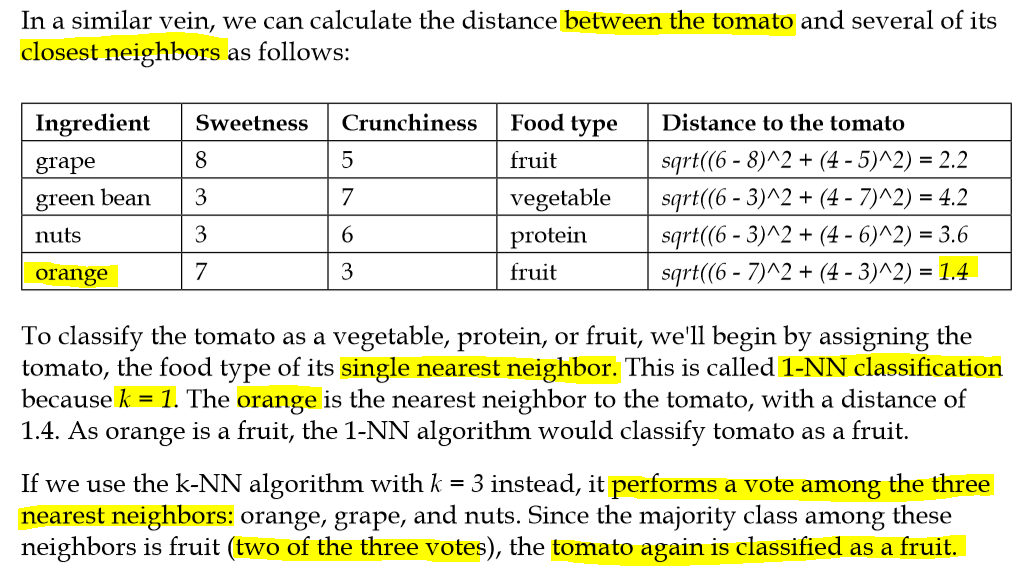 In a similar vein, we can calculate the distance between the tomato and several of its
closest neighbors as follows:
Ingredient Sweetness Crunchiness Food type Distance to the tomato
grape 8 5 fruit sqrt((6 - 8)^2 + (4 - 5)^2) = 2.2
green bean 3 7 vegetable sqrt((6 - 3)^2 + (4 - 7)^2) = 4.2
nuts 3 6 protein sqrt((6 - 3)^2 + (4 - 6)^2) = 3.6
orange 7 3 fruit sqrt((6 - 7)^2 + (4 - 3)^2) = 1.4
To classify the tomato as a vegetable, protein, or fruit, we'll begin by assigning the
tomato, the food type of its single nearest neighbor. This is called 1-NN classification
because k = 1. The orange is the nearest neighbor to the tomato, with a distance of
1.4. As orange is a fruit, the 1-NN algorithm would classify tomato as a fruit.
If we use the k-NN algorithm with k = 3 instead, it performs a vote among the three
nearest neighbors: orange, grape, and nuts. Since the majority class among these
neighbors is fruit (two of the three votes), the tomato again is classified as a fruit.